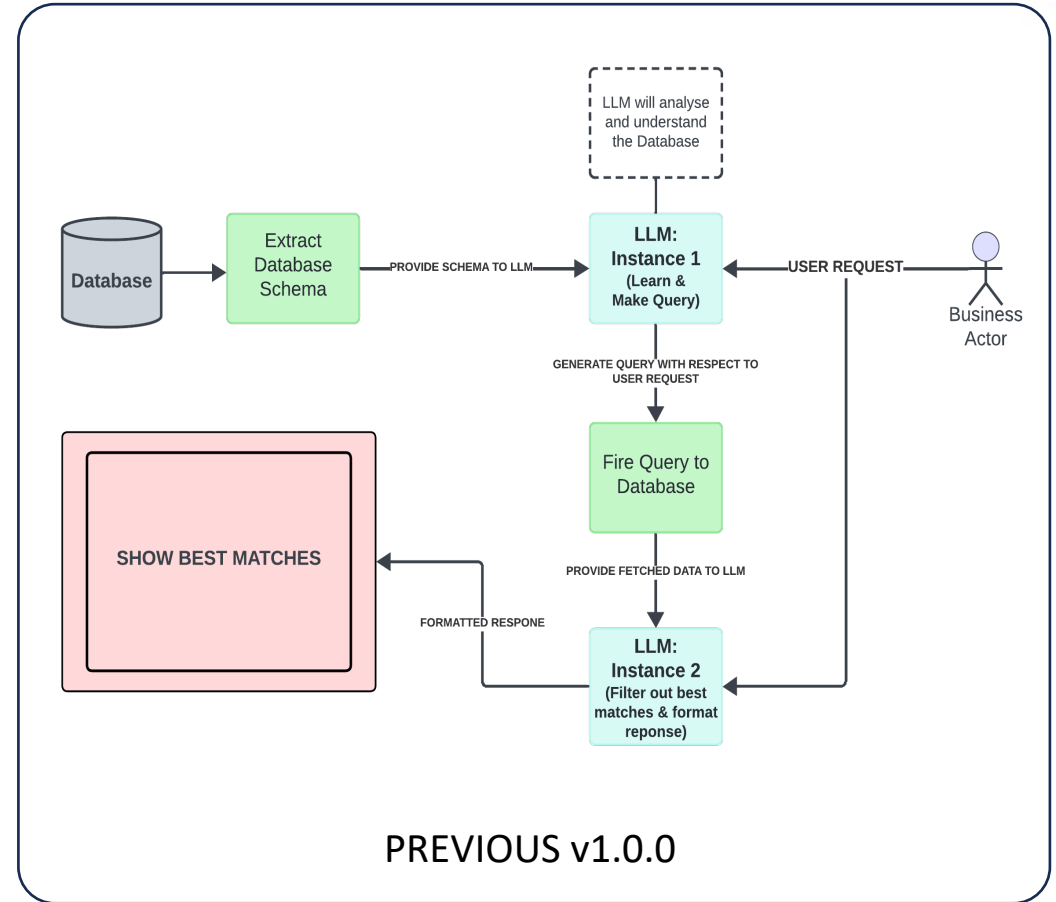 LLM will analyse
and understand
the Database
Database
Extract
Database
Schema
PROVIDE SCHEMA TO LLM
LLM:
Instance 1
(Learn &
Make Query)
USER REQUEST
Business
Actor
GENERATE QUERY WITH RESPECT TO
USER REQUEST
Fire Query to
Database
SHOW BEST MATCHES
PROVIDE FETCHED DATA TO LLM
FORMATTED RESPONE
LLM:
Instance 2
(Filter out best
matches & format
reponse)
PREVIOUS v1.0.0